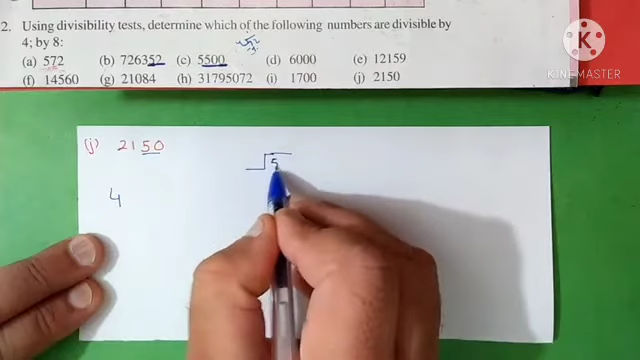 2. Using divisibility tests, determine which of the following numbers are divisible by
4; by 8:
(a) 572 (b) 726352 (c) 5500 (d) 6000 (e) 12159
(f) 14560 (g) 21084 (h) 31795072 (i) 1700 (j) 2150
K
KINEMASTER
(j) 2150
5
4